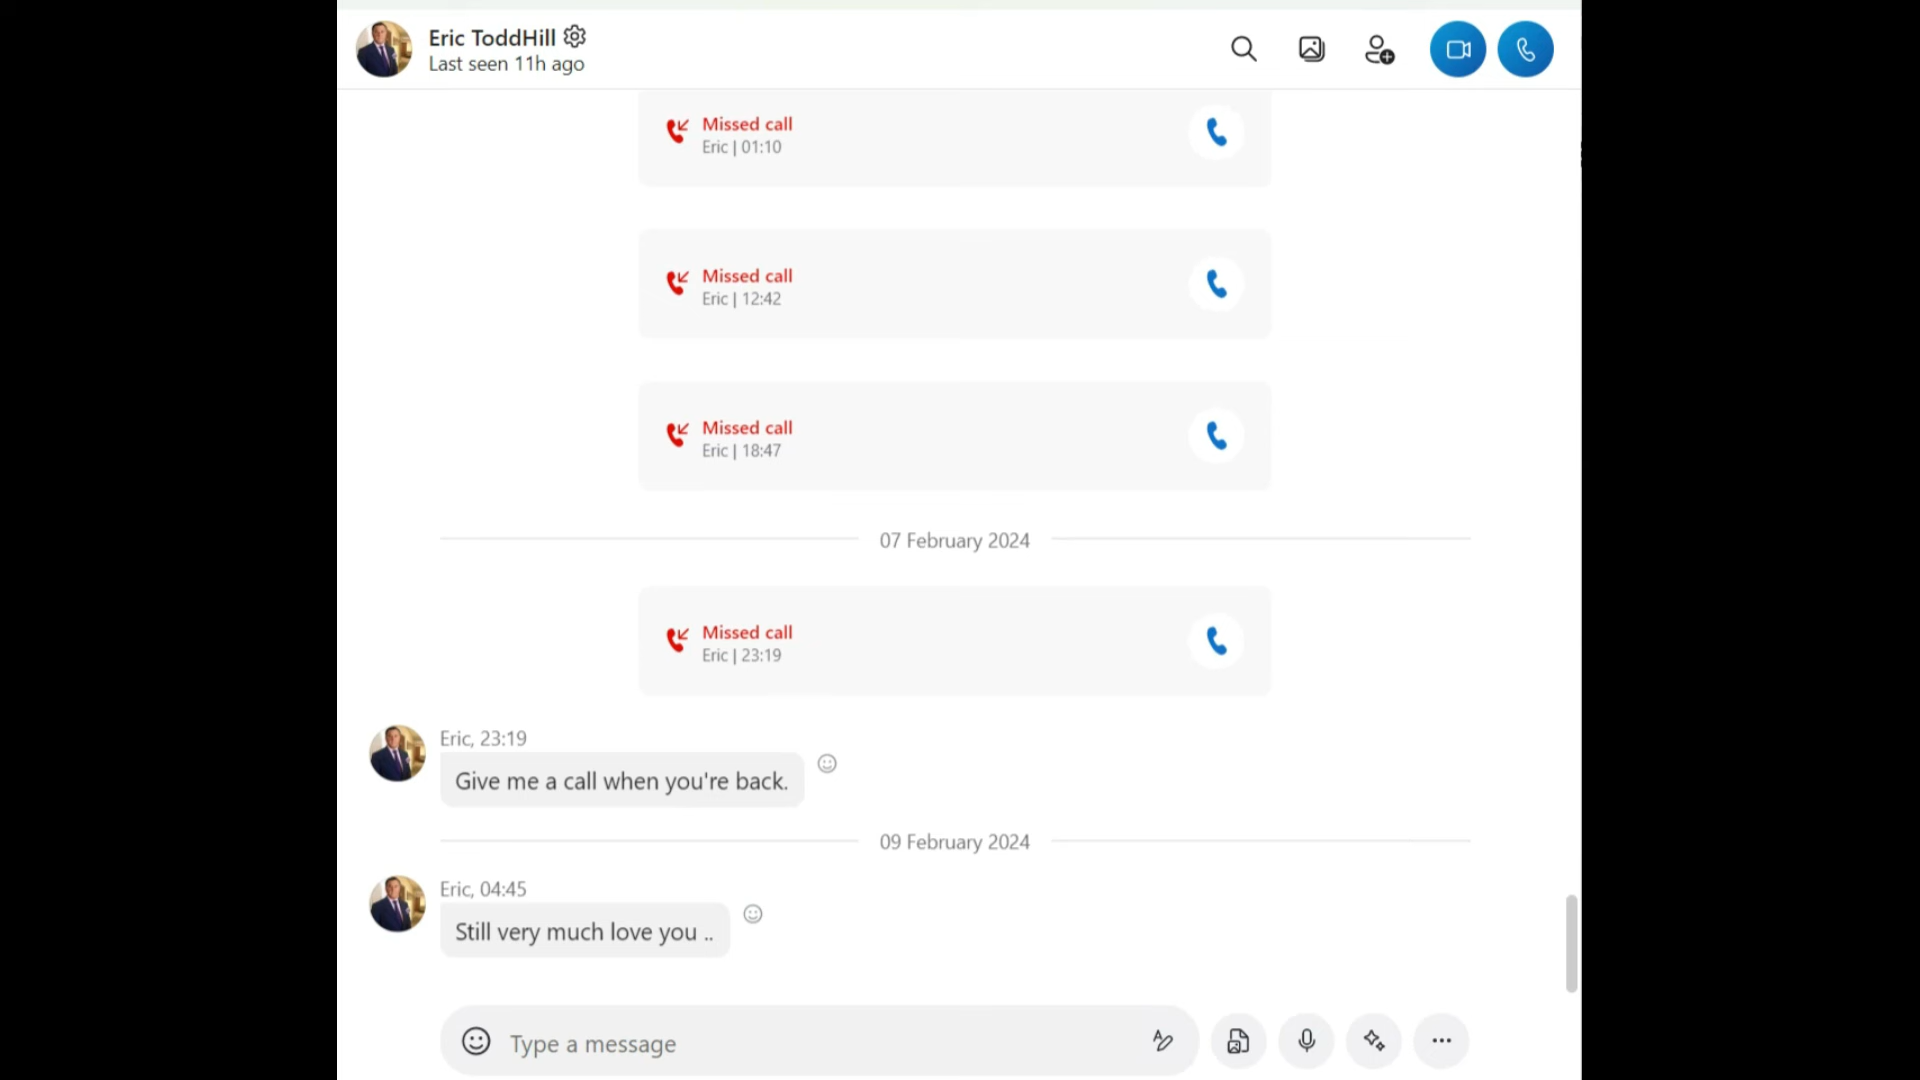 Eric ToddHill
Last seen 11h ago
Missed call
Eric | 01:10
Missed call
Eric | 12:42
Missed call
Eric | 18:47
07 February 2024
Missed call
Eric | 23:19
Eric, 23:19
Give me a call when you're back.
09 February 2024
Eric, 04:45
Still very much love you ..
Type a message